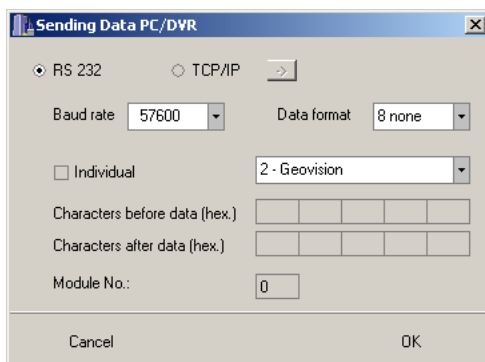 Sending Data PC/DVR
RS 232 TCP/IP ->
Baud rate 57600 Data format 8 none
Individual 2 - Geovision
Characters before data (hex.)
Characters after data (hex.)
Module No.: 0
Cancel OK